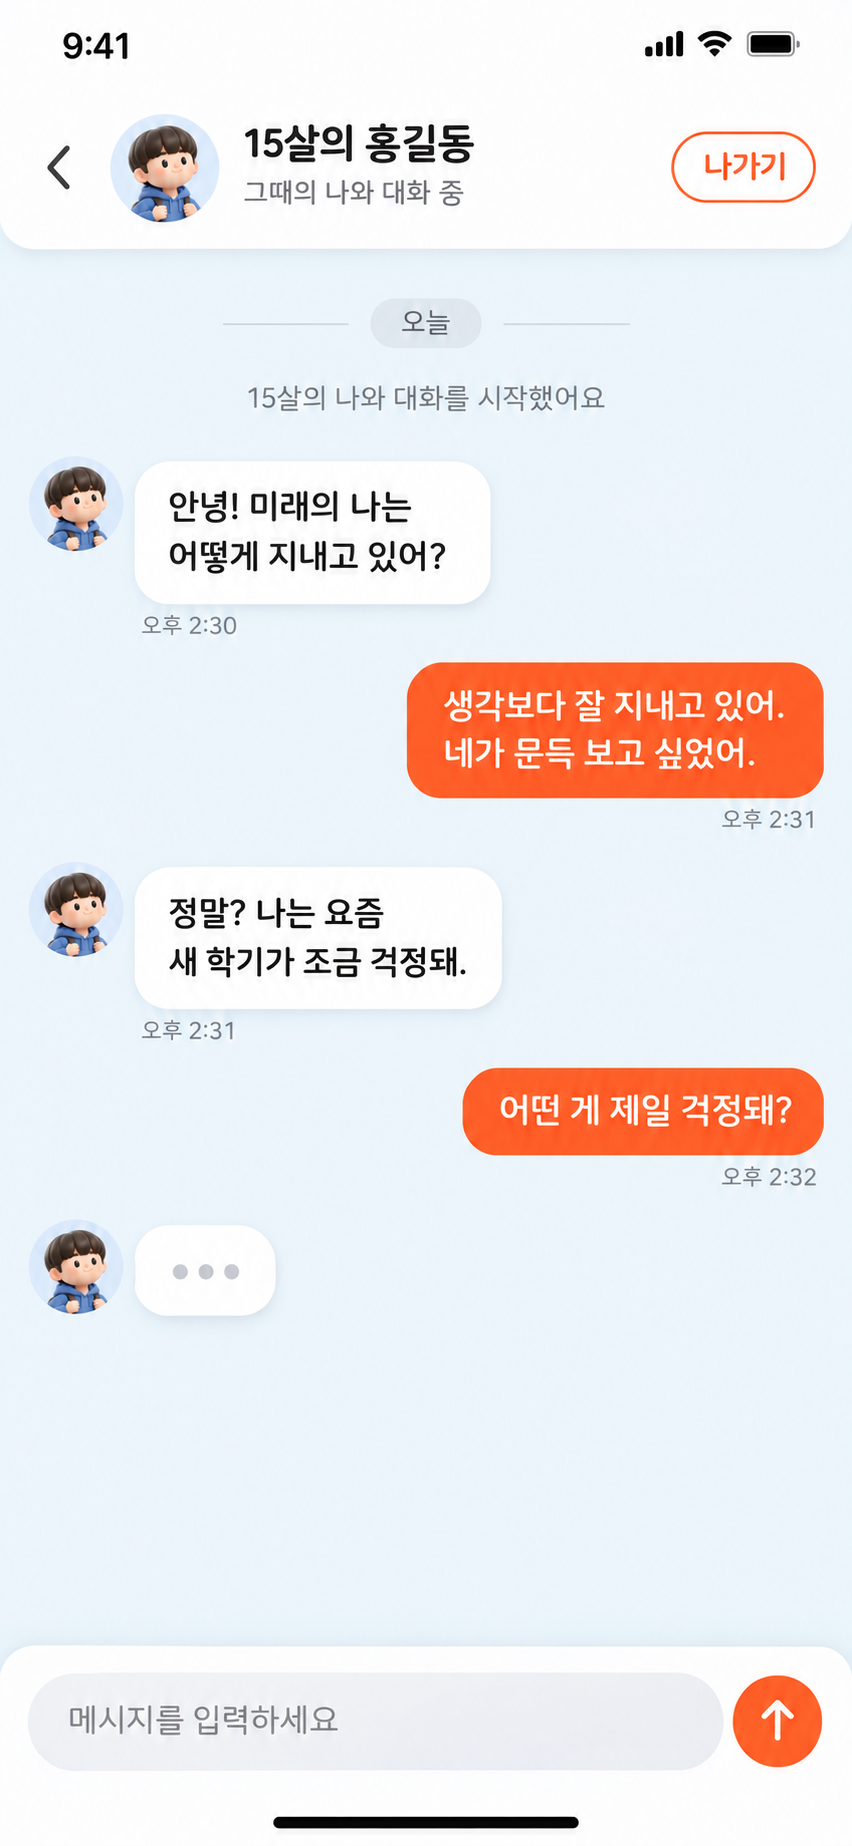 9:41
15살의 홍길동
그때의 나와 대화 중
나가기
오늘
15살의 나와 대화를 시작했어요
안녕! 미래의 나는
어떻게 지내고 있어?
오후 2:30
생각보다 잘 지내고 있어.
네가 문득 보고 싶었어.
오후 2:31
정말? 나는 요즘
새 학기가 조금 걱정돼.
오후 2:31
어떤 게 제일 걱정돼?
오후 2:32
메시지를 입력하세요